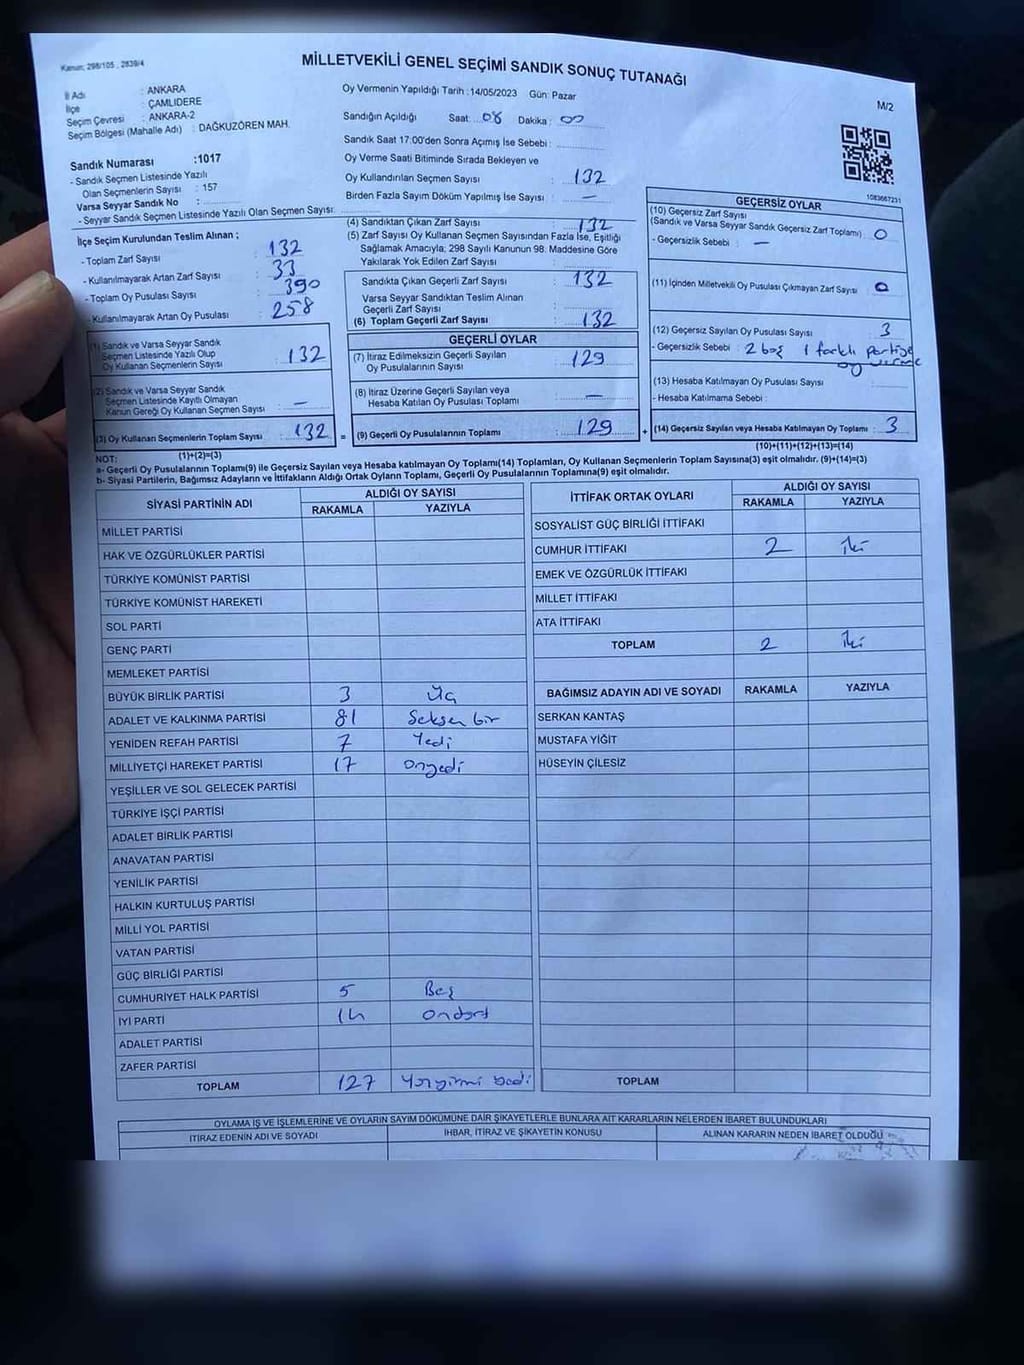 Kanun; 298/105 , 2839/4
MİLLETVEKİLİ GENEL SEÇİMİ SANDIK SONUÇ TUTANAĞI
M/2
İl Adı : ANKARA
İlçe : ÇAMLIDERE
Seçim Çevresi : ANKARA-2
Seçim Bölgesi (Mahalle Adı) : DAĞKUZÖREN MAH.
Oy Vermenin Yapıldığı Tarih :14/05/2023 Gün: Pazar
Sandığın Açıldığı Saat: 08 Dakika : 00
Sandık Saat 17:00'den Sonra Açımış İse Sebebi :
Oy Verme Saati Bitiminde Sırada Bekleyen ve
Oy Kullandırılan Seçmen Sayısı : 132
Birden Fazla Sayım Döküm Yapılmış İse Sayısı : —
Sandık Numarası :1017
- Sandık Seçmen Listesinde Yazılı
Olan Seçmenlerin Sayısı : 157
Varsa Seyyar Sandık No :
- Seyyar Sandık Seçmen Listesinde Yazılı Olan Seçmen Sayısı:
İlçe Seçim Kurulundan Teslim Alınan ;
- Toplam Zarf Sayısı : 132
- Kullanılmayarak Artan Zarf Sayısı : 33
- Toplam Oy Pusulası Sayısı : 390
- Kullanılmayarak Artan Oy Pusulası : 258
(4) Sandıktan Çıkan Zarf Sayısı : 132
(5) Zarf Sayısı Oy Kullanan Seçmen Sayısından Fazla İse, Eşitliği
Sağlamak Amacıyla; 298 Sayılı Kanunun 98. Maddesine Göre
Yakılarak Yok Edilen Zarf Sayısı :
Sandıkta Çıkan Geçerli Zarf Sayısı : 132
Varsa Seyyar Sandıktan Teslim Alınan
Geçerli Zarf Sayısı :
(6) Toplam Geçerli Zarf Sayısı : 132
1083667231
GEÇERSİZ OYLAR
(10) Geçersiz Zarf Sayısı
(Sandık ve Varsa Seyyar Sandık Geçersiz Zarf Toplamı) : 0
- Geçersizlik Sebebi : —
(11) İçinden Milletvekili Oy Pusulası Çıkmayan Zarf Sayısı : 0
(12) Geçersiz Sayılan Oy Pusulası Sayısı : 3
- Geçersizlik Sebebi : 2 boş 1 farklı partiye
oy verme
(13) Hesaba Katılmayan Oy Pusulası Sayısı :
- Hesaba Katılmama Sebebi :
(14) Geçersiz Sayılan veya Hesaba Katılmayan Oy Toplamı : 3
(10)+(11)+(12)+(13)=(14)
(1) Sandık ve Varsa Seyyar Sandık
Seçmen Listesinde Yazılı Olup
Oy Kullanan Seçmenlerin Sayısı : 132
(2) Sandık ve Varsa Seyyar Sandık
Seçmen Listesinde Kayıtlı Olmayan
Kanun Gereği Oy Kullanan Seçmen Sayısı : —
(3) Oy Kullanan Seçmenlerin Toplam Sayısı : 132 =
(1)+(2)=(3)
GEÇERLİ OYLAR
(7) İtiraz Edilmeksizin Geçerli Sayılan
Oy Pusulalarının Sayısı : 129
(8) İtiraz Üzerine Geçerli Sayılan veya
Hesaba Katılan Oy Pusulası Toplamı : —
(9) Geçerli Oy Pusulalarının Toplamı : 129 +
NOT:
a- Geçerli Oy Pusulalarının Toplamı(9) ile Geçersiz Sayılan veya Hesaba katılmayan Oy Toplamı(14) Toplamları, Oy Kullanan Seçmenlerin Toplam Sayısına(3) eşit olmalıdır. (9)+(14)=(3)
b- Siyasi Partilerin, Bağımsız Adayların ve İttifakların Aldığı Ortak Oyların Toplamı, Geçerli Oy Pusulalarının Toplamına(9) eşit olmalıdır.
SİYASİ PARTİNİN ADI ALDIĞI OY SAYISI
RAKAMLA YAZIYLA
MİLLET PARTİSİ
HAK VE ÖZGÜRLÜKLER PARTİSİ
TÜRKİYE KOMÜNİST PARTİSİ
TÜRKİYE KOMÜNİST HAREKETİ
SOL PARTİ
GENÇ PARTİ
MEMLEKET PARTİSİ
BÜYÜK BİRLİK PARTİSİ 3 Üç
ADALET VE KALKINMA PARTİSİ 81 Seksen bir
YENİDEN REFAH PARTİSİ 7 Yedi
MİLLİYETÇİ HAREKET PARTİSİ 17 Onyedi
YEŞİLLER VE SOL GELECEK PARTİSİ
TÜRKİYE İŞÇİ PARTİSİ
ADALET BİRLİK PARTİSİ
ANAVATAN PARTİSİ
YENİLİK PARTİSİ
HALKIN KURTULUŞ PARTİSİ
MİLLİ YOL PARTİSİ
VATAN PARTİSİ
GÜÇ BİRLİĞİ PARTİSİ
CUMHURİYET HALK PARTİSİ 5 Beş
İYİ PARTİ 14 Ondört
ADALET PARTİSİ
ZAFER PARTİSİ
TOPLAM 127 Yüzyirmi yedi
İTTİFAK ORTAK OYLARI ALDIĞI OY SAYISI
RAKAMLA YAZIYLA
SOSYALİST GÜÇ BİRLİĞİ İTTİFAKI
CUMHUR İTTİFAKI 2 İki
EMEK VE ÖZGÜRLÜK İTTİFAKI
MİLLET İTTİFAKI
ATA İTTİFAKI
TOPLAM 2 İki
BAĞIMSIZ ADAYIN ADI VE SOYADI RAKAMLA YAZIYLA
SERKAN KANTAŞ
MUSTAFA YİĞİT
HÜSEYİN ÇİLESİZ
TOPLAM
OYLAMA İŞ VE İŞLEMLERİNE VE OYLARIN SAYIM DÖKÜMÜNE DAİR ŞİKAYETLERLE BUNLARA AİT KARARLARIN NELERDEN İBARET BULUNDUKLARI
İTİRAZ EDENİN ADI VE SOYADI İHBAR, İTİRAZ VE ŞİKAYETİN KONUSU ALINAN KARARIN NEDEN İBARET OLDUĞU